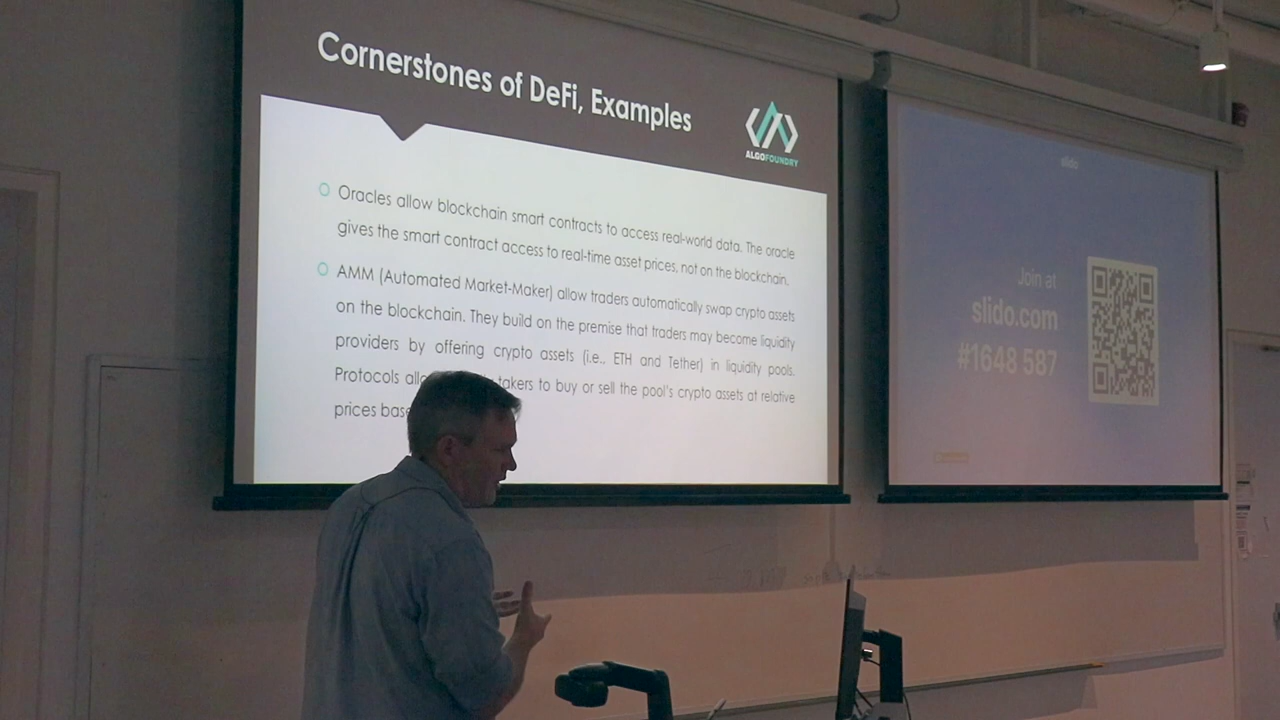 Cornerstones of DeFi, Examples
ALGOFOUNDRY
Oracles allow blockchain smart contracts to access real-world data. The oracle
gives the smart contract access to real-time asset prices, not on the blockchain.
AMM (Automated Market-Maker) allow traders automatically swap crypto assets
on the blockchain. They build on the premise that traders may become liquidity
providers by offering crypto assets (i.e., ETH and Tether) in liquidity pools.
Protocols takers to buy or sell the pool's crypto assets at relative
prices
slido
Join at
slido.com
#1648 587